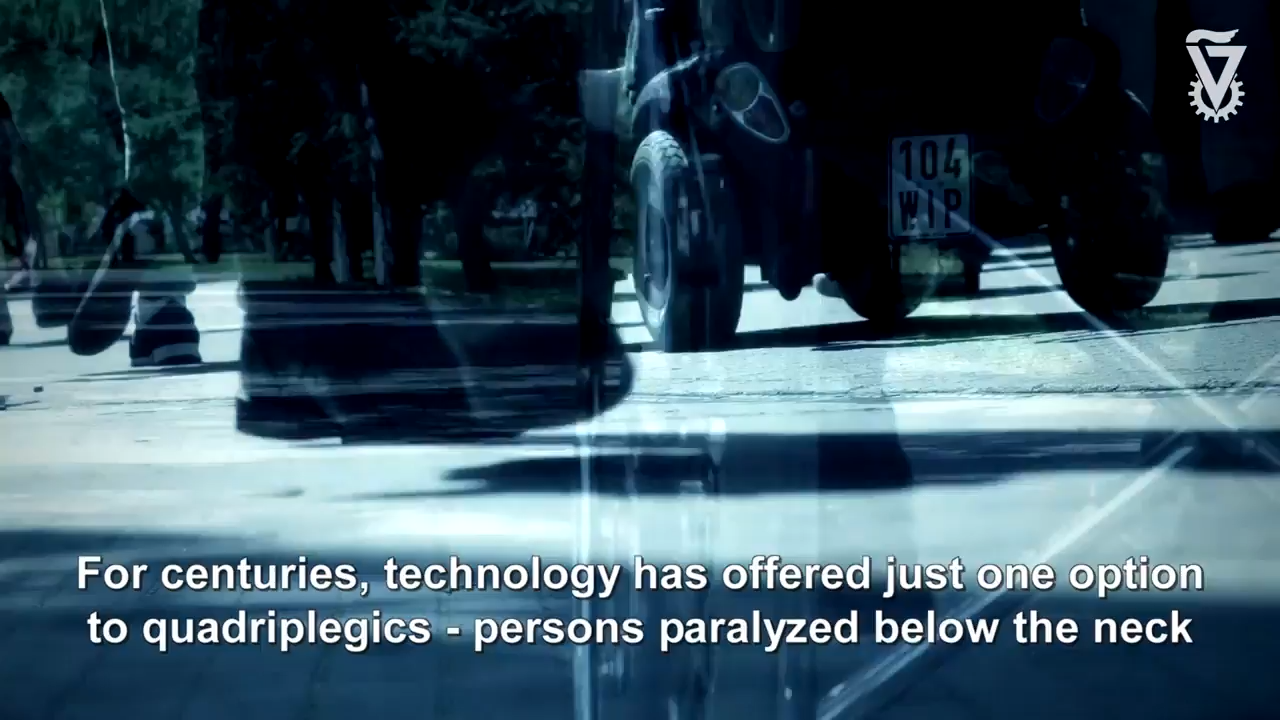 104
WIP
For centuries, technology has offered just one option
to quadriplegics - persons paralyzed below the neck